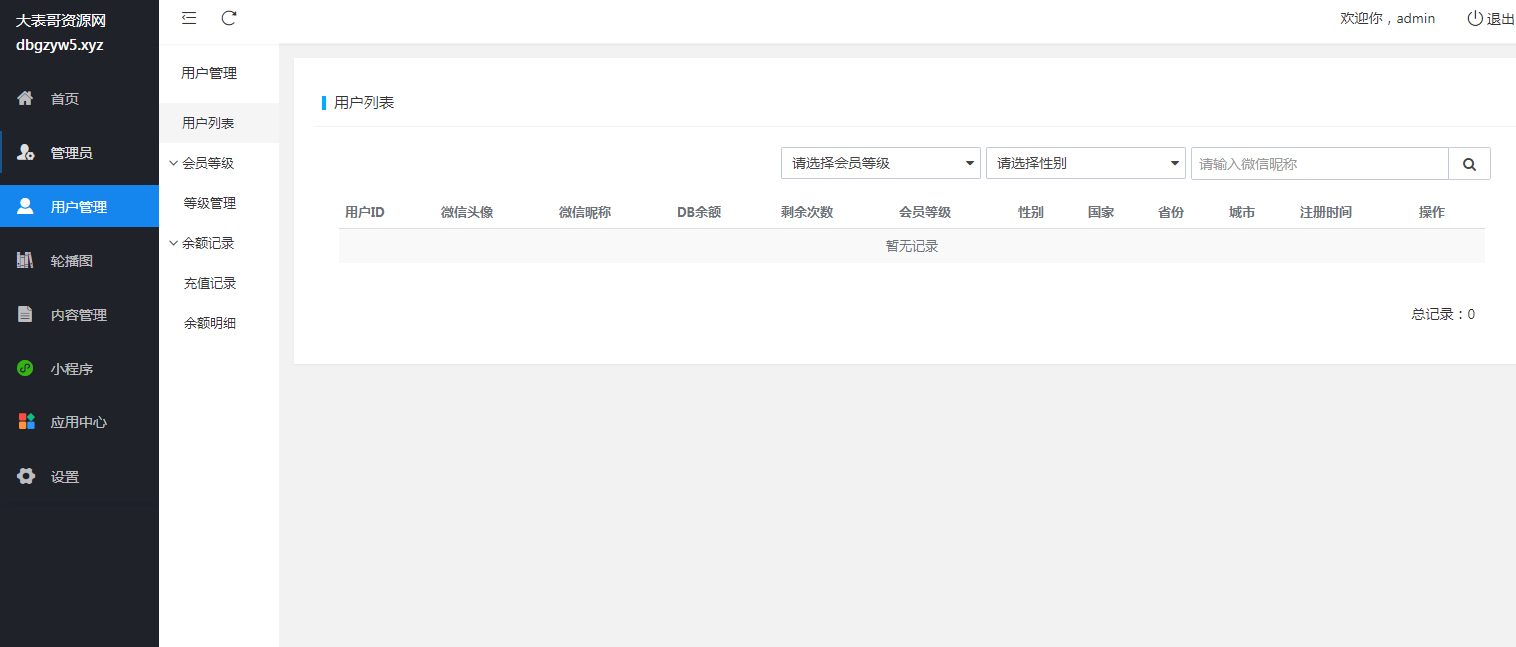 大表哥资源网
dbgzyw5.xyz
首页
管理员
用户管理
轮播图
内容管理
小程序
应用中心
设置
欢迎你，admin
退出
用户管理
用户列表
会员等级
等级管理
余额记录
充值记录
余额明细
用户列表
请选择会员等级 请选择性别 请输入微信昵称
用户ID 微信头像 微信昵称 DB余额 剩余次数 会员等级 性别 国家 省份 城市 注册时间 操作
暂无记录
总记录：0